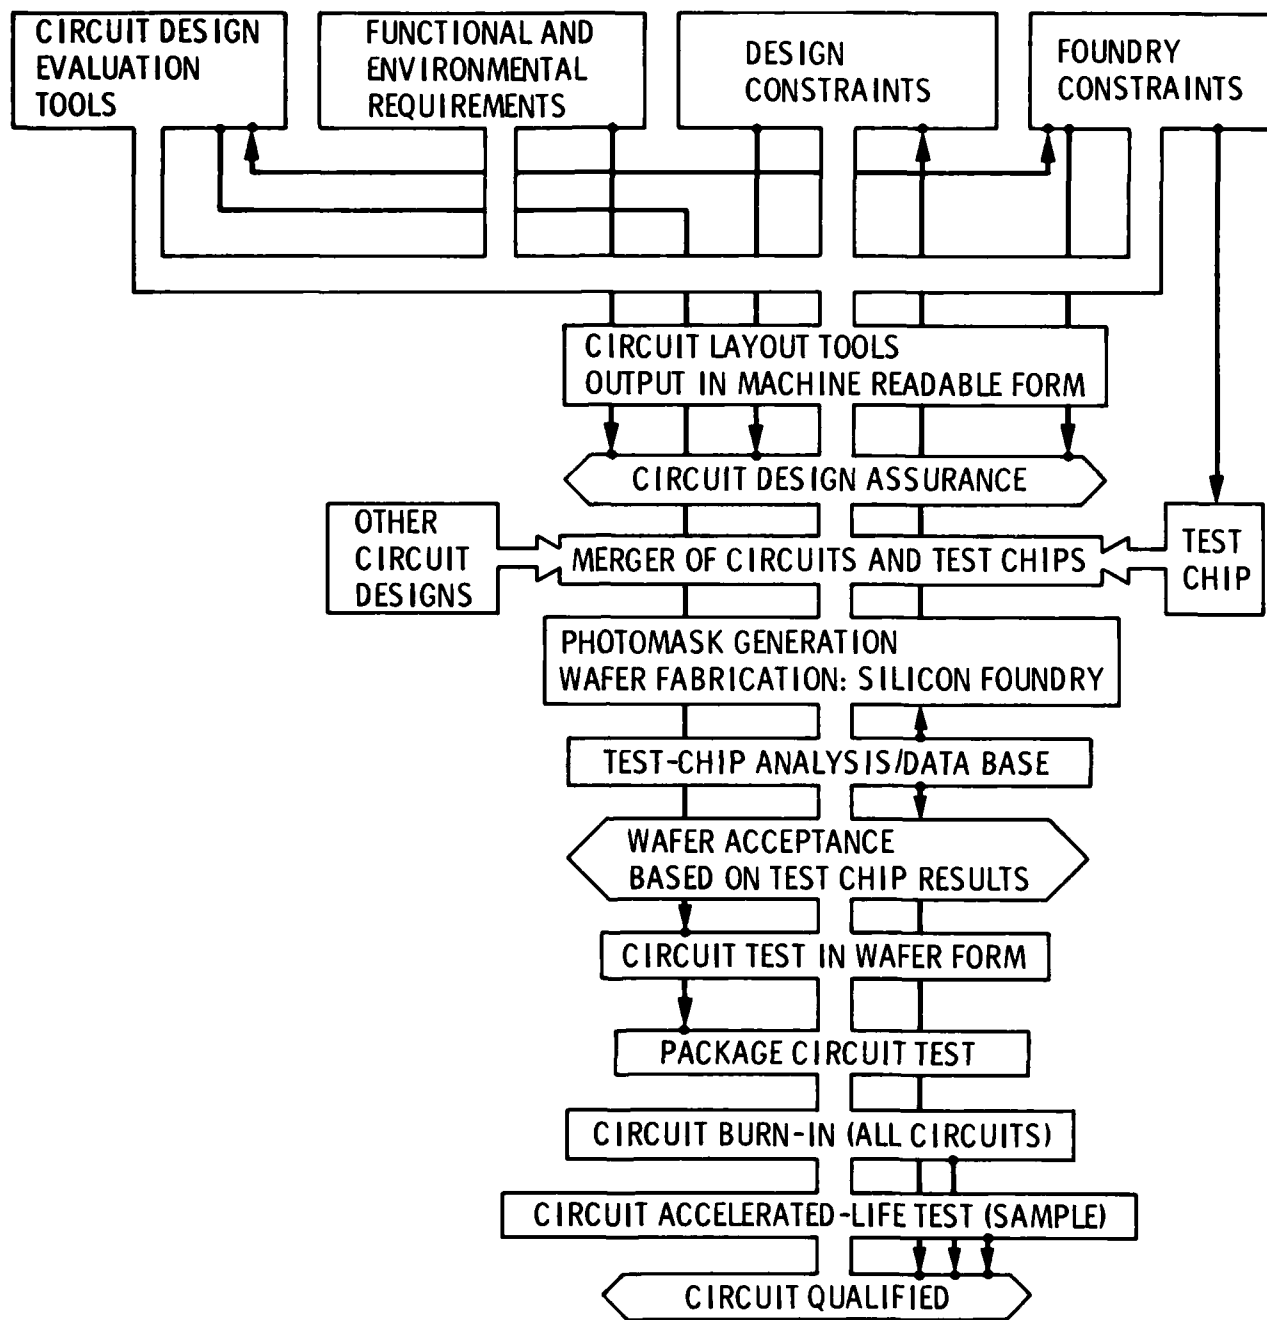 CIRCUIT DESIGN
EVALUATION
TOOLS
FUNCTIONAL AND
ENVIRONMENTAL
REQUIREMENTS
DESIGN
CONSTRAINTS
FOUNDRY
CONSTRAINTS
CIRCUIT LAYOUT TOOLS
OUTPUT IN MACHINE READABLE FORM
CIRCUIT DESIGN ASSURANCE
OTHER
CIRCUIT
DESIGNS
MERGER OF CIRCUITS AND TEST CHIPS
TEST
CHIP
PHOTOMASK GENERATION
WAFER FABRICATION: SILICON FOUNDRY
TEST-CHIP ANALYSIS/DATA BASE
WAFER ACCEPTANCE
BASED ON TEST CHIP RESULTS
CIRCUIT TEST IN WAFER FORM
PACKAGE CIRCUIT TEST
CIRCUIT BURN-IN (ALL CIRCUITS)
CIRCUIT ACCELERATED-LIFE TEST (SAMPLE)
CIRCUIT QUALIFIED